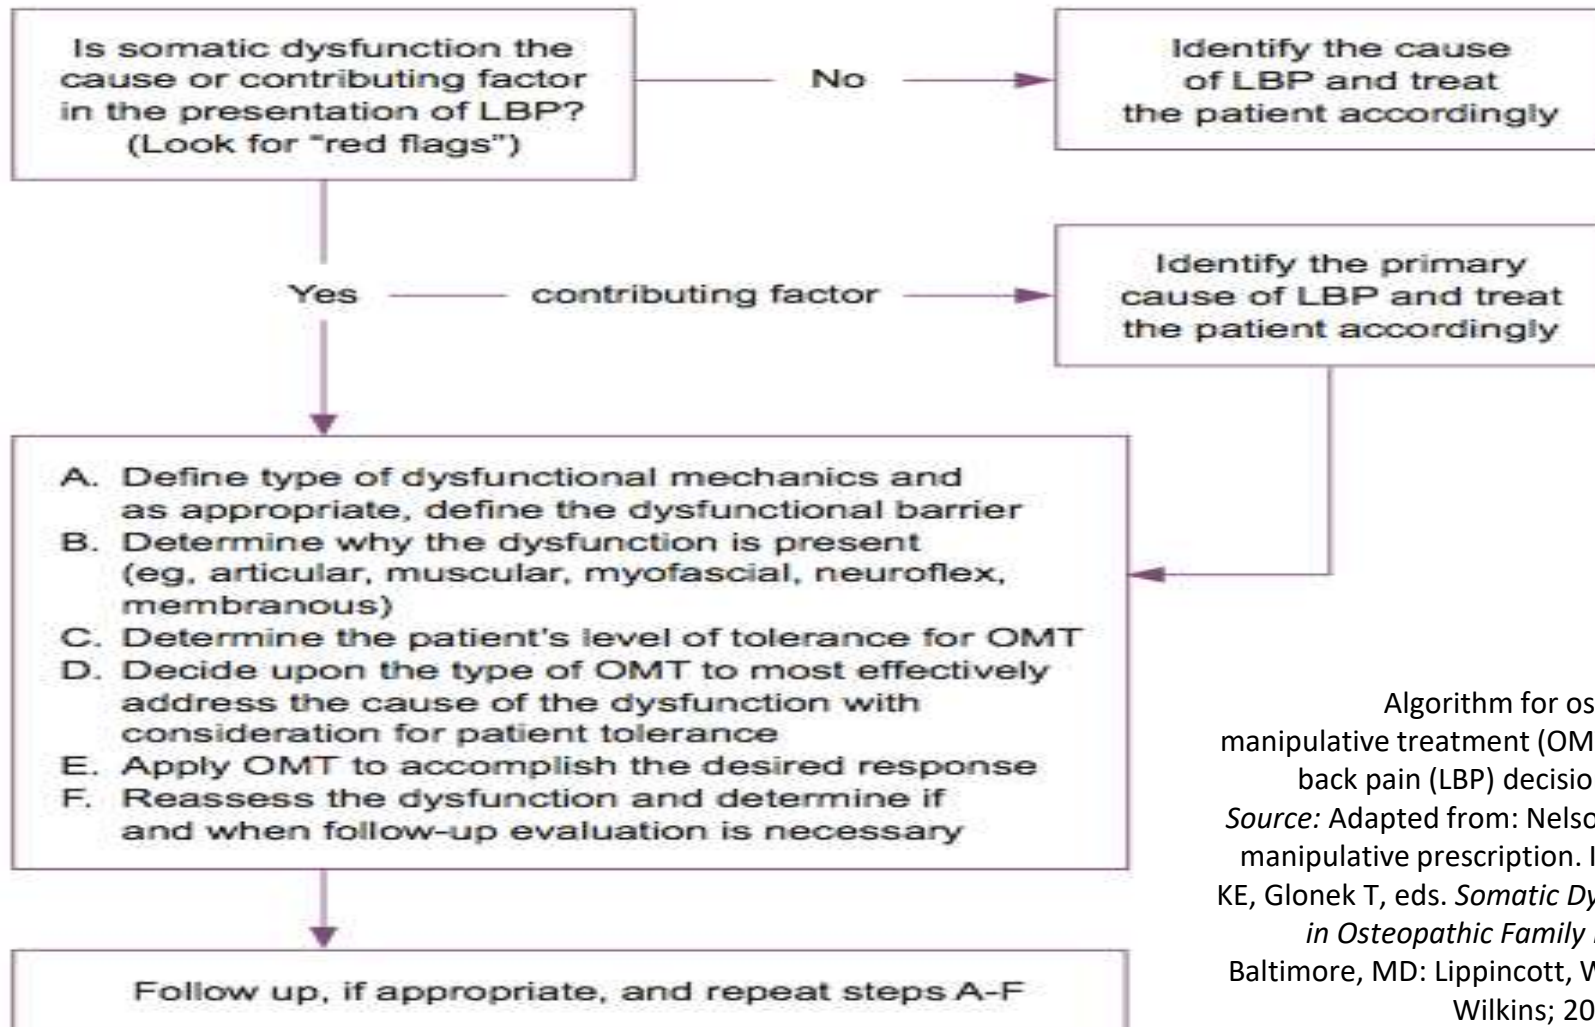 Is somatic dysfunction the
cause or contributing factor
in the presentation of LBP?
(Look for "red flags")
No
Identify the cause
of LBP and treat
the patient accordingly
Yes
contributing factor
Identify the primary
cause of LBP and treat
the patient accordingly
A. Define type of dysfunctional mechanics and
as appropriate, define the dysfunctional barrier
B. Determine why the dysfunction is present
(eg, articular, muscular, myofascial, neuroflex,
membranous)
C. Determine the patient's level of tolerance for OMT
D. Decide upon the type of OMT to most effectively
address the cause of the dysfunction with
consideration for patient tolerance
E. Apply OMT to accomplish the desired response
F. Reassess the dysfunction and determine if
and when follow-up evaluation is necessary
Follow up, if appropriate, and repeat steps A-F
Algorithm for
manipulative treatment
back pain (LBP)
Source: Adapted from:
manipulative prescription.
KE, Glonek T, eds. Somatic
in Osteopathic Family
Baltimore, MD: Lippincott,
Wilkins;